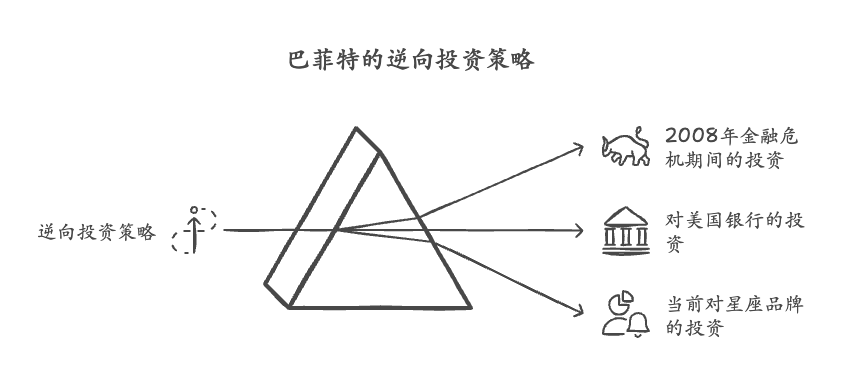 巴菲特的逆向投资策略
逆向投资策略
2008年金融危
机期间的投资
对美国银行的投
资
当前对星座品牌
的投资